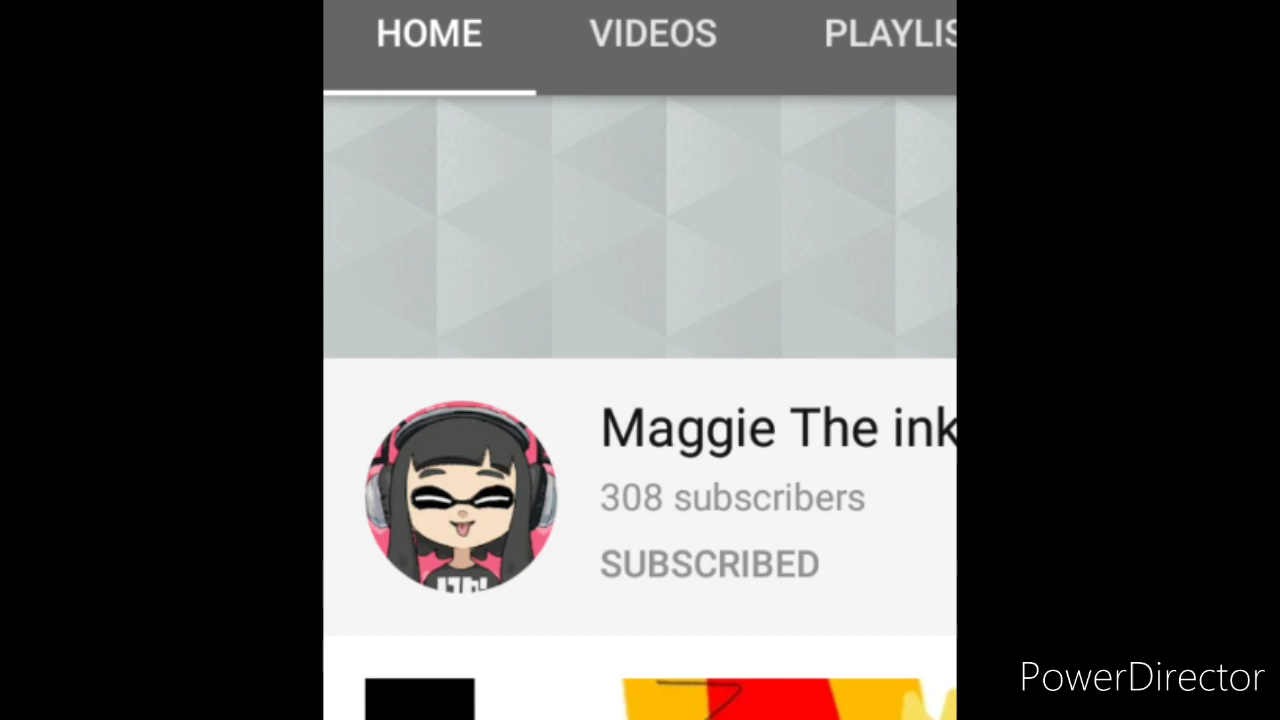 HOME VIDEOS PLAYLIS
Maggie The ink
308 subscribers
SUBSCRIBED
PowerDirector